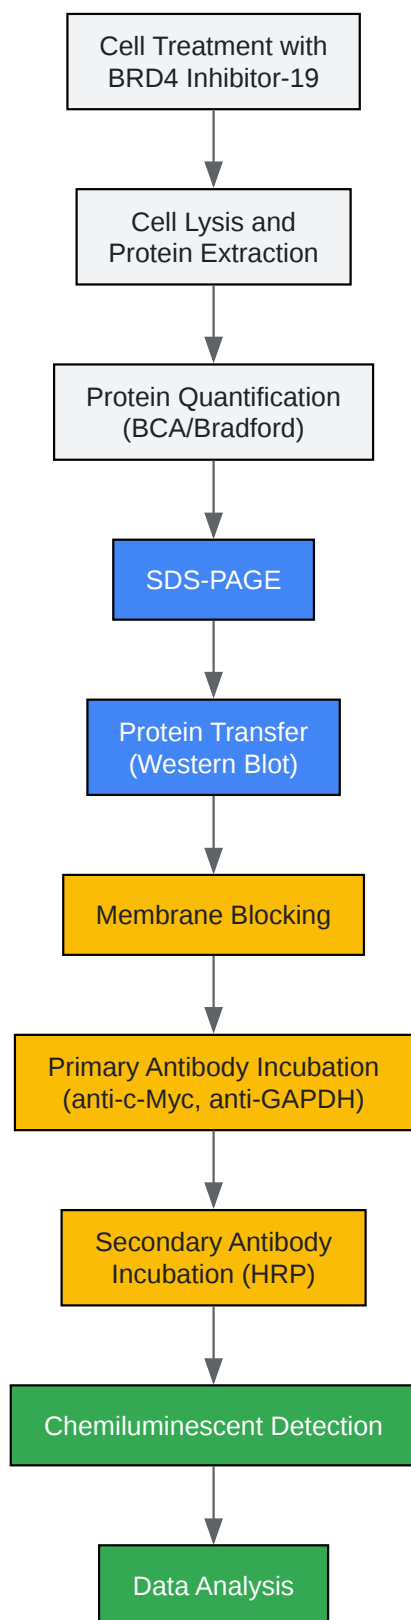 Cell Treatment with
BRD4 Inhibitor-19
Cell Lysis and
Protein Extraction
Protein Quantification
(BCA/Bradford)
SDS-PAGE
Protein Transfer
(Western Blot)
Membrane Blocking
Primary Antibody Incubation
(anti-c-Myc, anti-GAPDH)
Secondary Antibody
Incubation (HRP)
Chemiluminescent Detection
Data Analysis